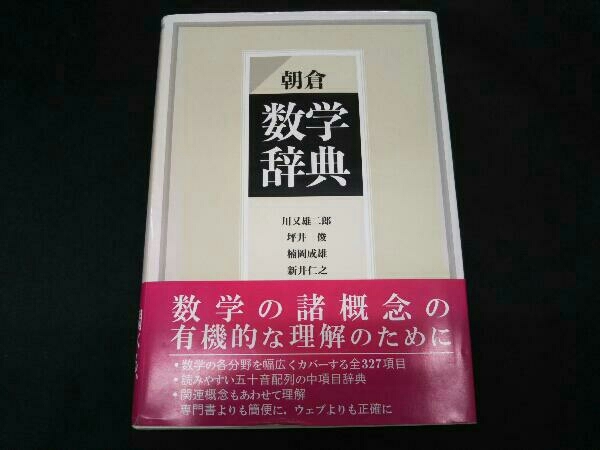 朝倉
数学
辞典
川又雄二郎
坪井 俊
楠岡成雄
新井仁之
数学の諸概念の
有機的な理解のために
・数学の各分野を幅広くカバーする全327項目
・読みやすい五十音配列の中項目辞典
・関連概念もあわせて理解
専門書よりも簡便に，ウェブよりも正確に